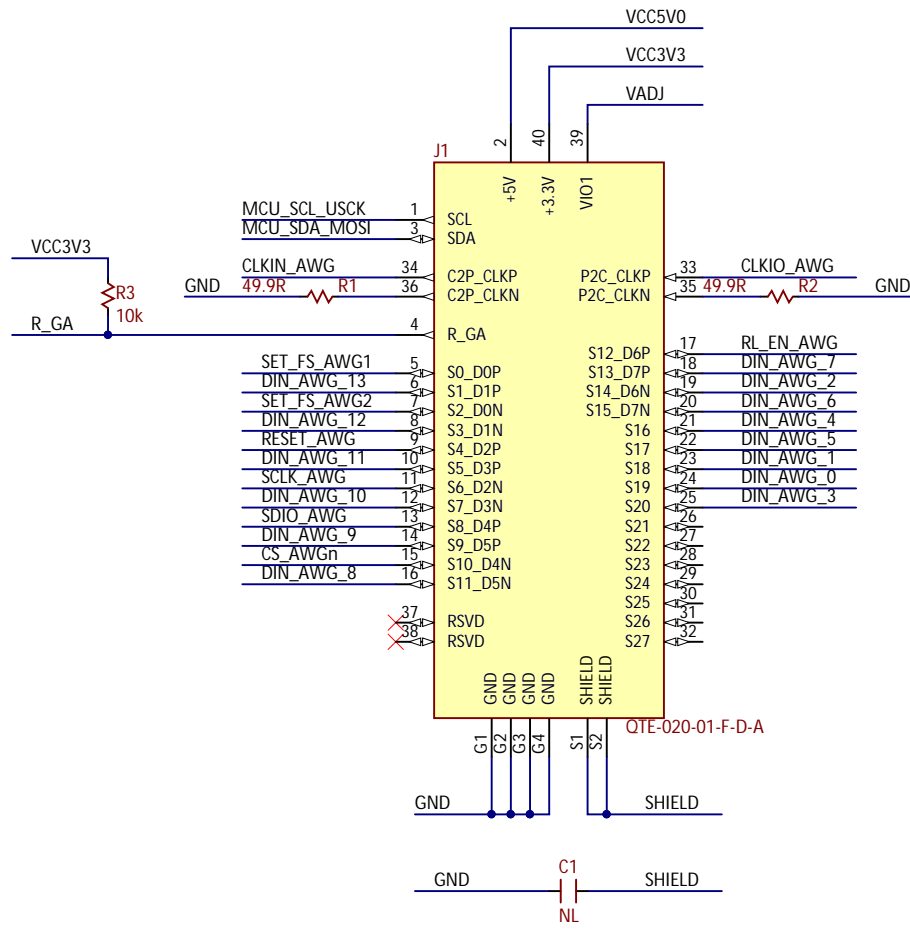 VCC5V0
VCC3V3
VADJ
2
40
39
J1
+5V
+3.3V
VIO1
MCU_SCL_USCK 1 SCL
MCU_SDA_MOSI 3 SDA
VCC3V3
CLKIN_AWG 34 C2P_CLKP P2C_CLKP 33 CLKIO_AWG
GND 49.9R R1 36 C2P_CLKN P2C_CLKN 35 49.9R R2 GND
R3
10k
R_GA 4 R_GA
S12_D6P 17 RL_EN_AWG
SET_FS_AWG1 5 S0_D0P S13_D7P 18 DIN_AWG_7
DIN_AWG_13 6 S1_D1P S14_D6N 19 DIN_AWG_2
SET_FS_AWG2 7 S2_D0N S15_D7N 20 DIN_AWG_6
DIN_AWG_12 8 S3_D1N S16 21 DIN_AWG_4
RESET_AWG 9 S4_D2P S17 22 DIN_AWG_5
DIN_AWG_11 10 S5_D3P S18 23 DIN_AWG_1
SCLK_AWG 11 S6_D2N S19 24 DIN_AWG_0
DIN_AWG_10 12 S7_D3N S20 25 DIN_AWG_3
SDIO_AWG 13 S8_D4P S21 26
DIN_AWG_9 14 S9_D5P S22 27
CS_AWGn 15 S10_D4N S23 28
DIN_AWG_8 16 S11_D5N S24 29
S25 30
37 RSVD S26 31
38 RSVD S27 32
GND
GND
GND
GND
SHIELD
SHIELD
QTE-020-01-F-D-A
G1
G2
G3
G4
S1
S2
GND SHIELD
C1
GND SHIELD
NL